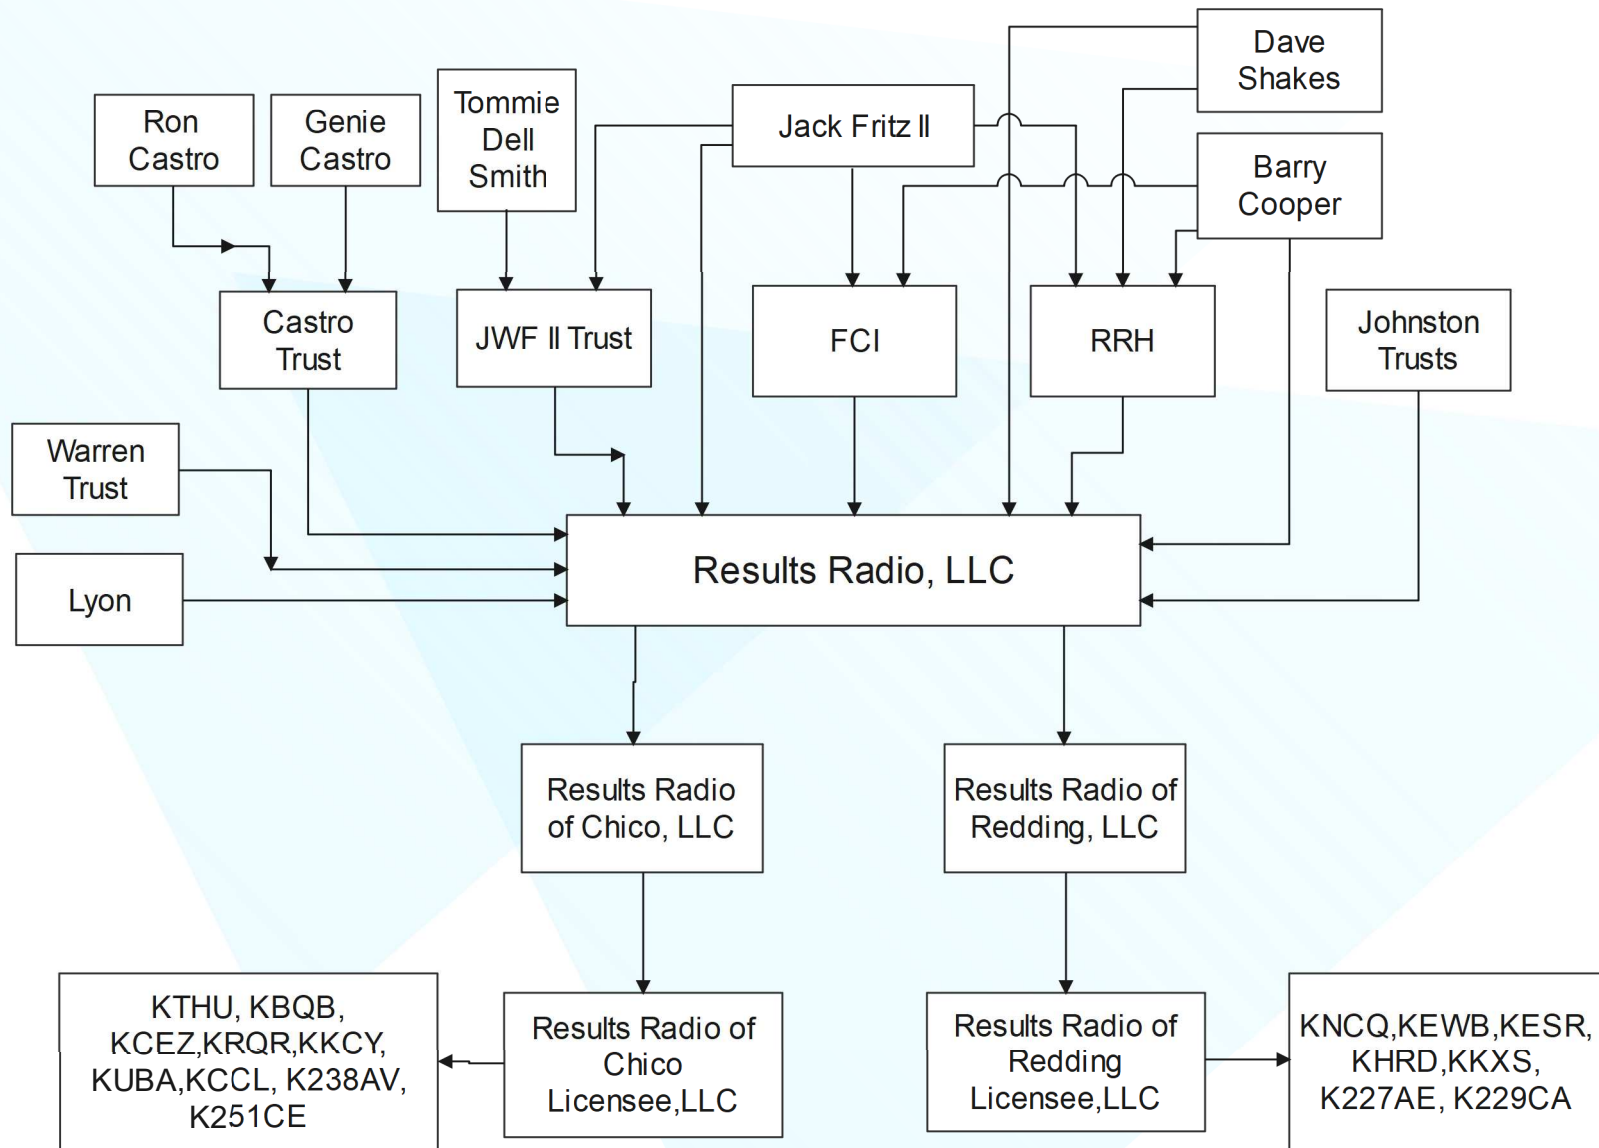 Dave
Shakes
Tommie
Dell
Smith
Jack Fritz II
Ron
Castro
Genie
Castro
Barry
Cooper
Castro
Trust
JWF II Trust
FCI
RRH
Johnston
Trusts
Warren
Trust
Results Radio, LLC
Lyon
Results Radio
of Chico, LLC
Results Radio of
Redding, LLC
KTHU, KBQB,
KCEZ,KRQR,KKCY,
KUBA,KCCL, K238AV,
K251CE
Results Radio of
Chico
Licensee,LLC
Results Radio of
Redding
Licensee,LLC
KNCQ,KEWB,KESR,
KHRD,KKXS,
K227AE, K229CA